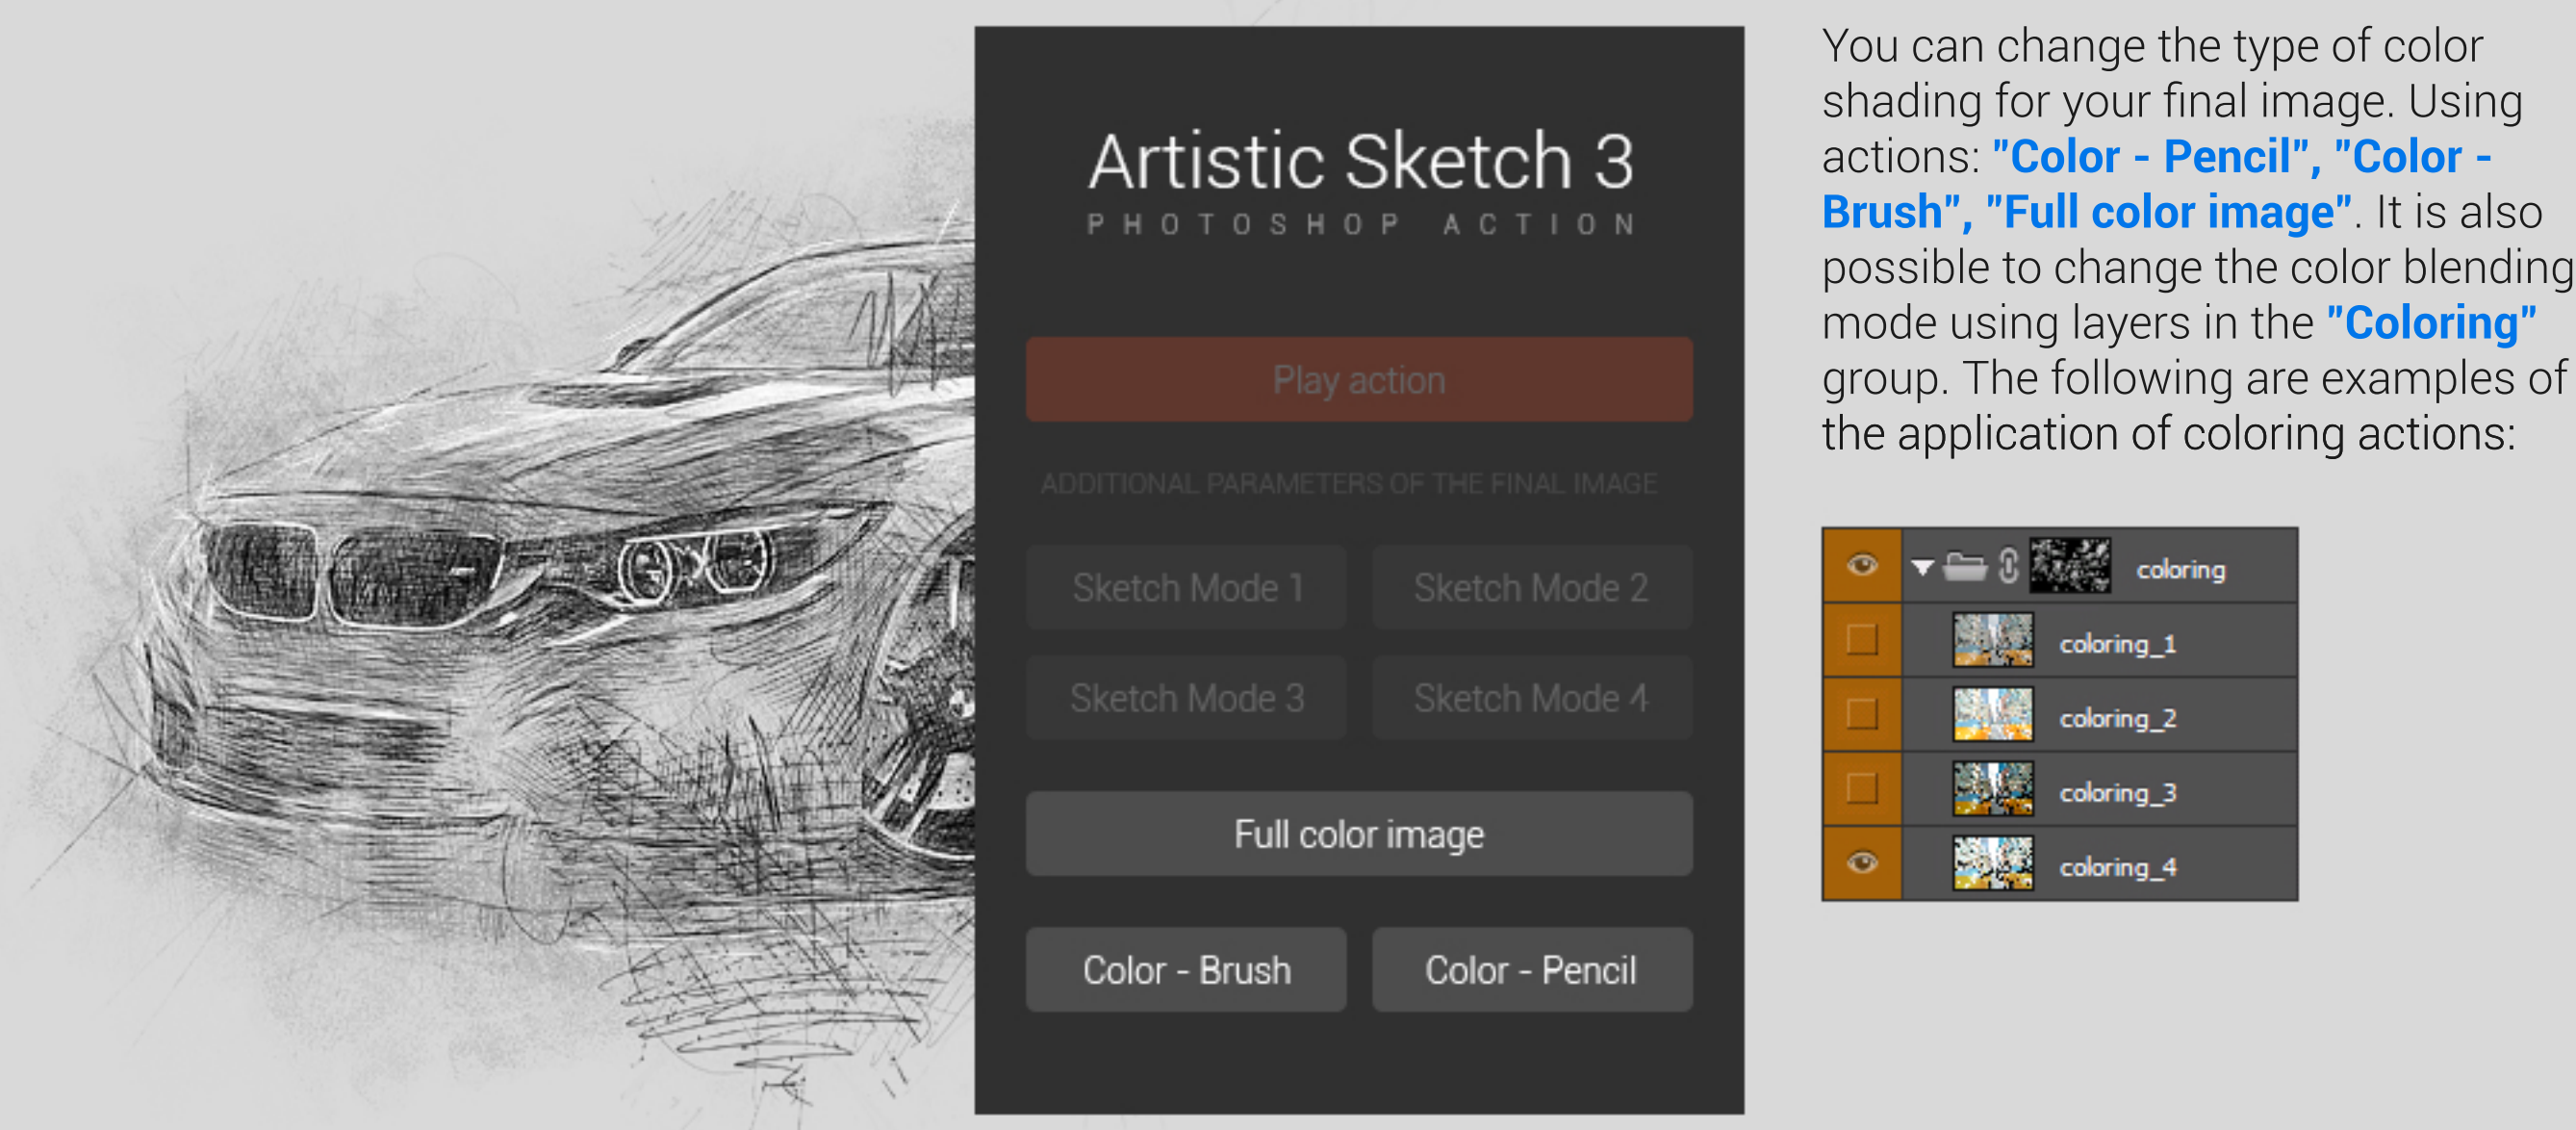 Artistic Sketch 3
PHOTOSHOP ACTION
Play action
ADDITIONAL PARAMETERS OF THE FINAL IMAGE
Sketch Mode 1
Sketch Mode 2
Sketch Mode 3
Sketch Mode 4
Full color image
Color - Brush
Color - Pencil
You can change the type of color
shading for your final image. Using
actions: "Color - Pencil", "Color -
Brush", "Full color image". It is also
possible to change the color blending
mode using layers in the "Coloring"
group. The following are examples of
the application of coloring actions:
coloring
coloring_1
coloring_2
coloring_3
coloring_4